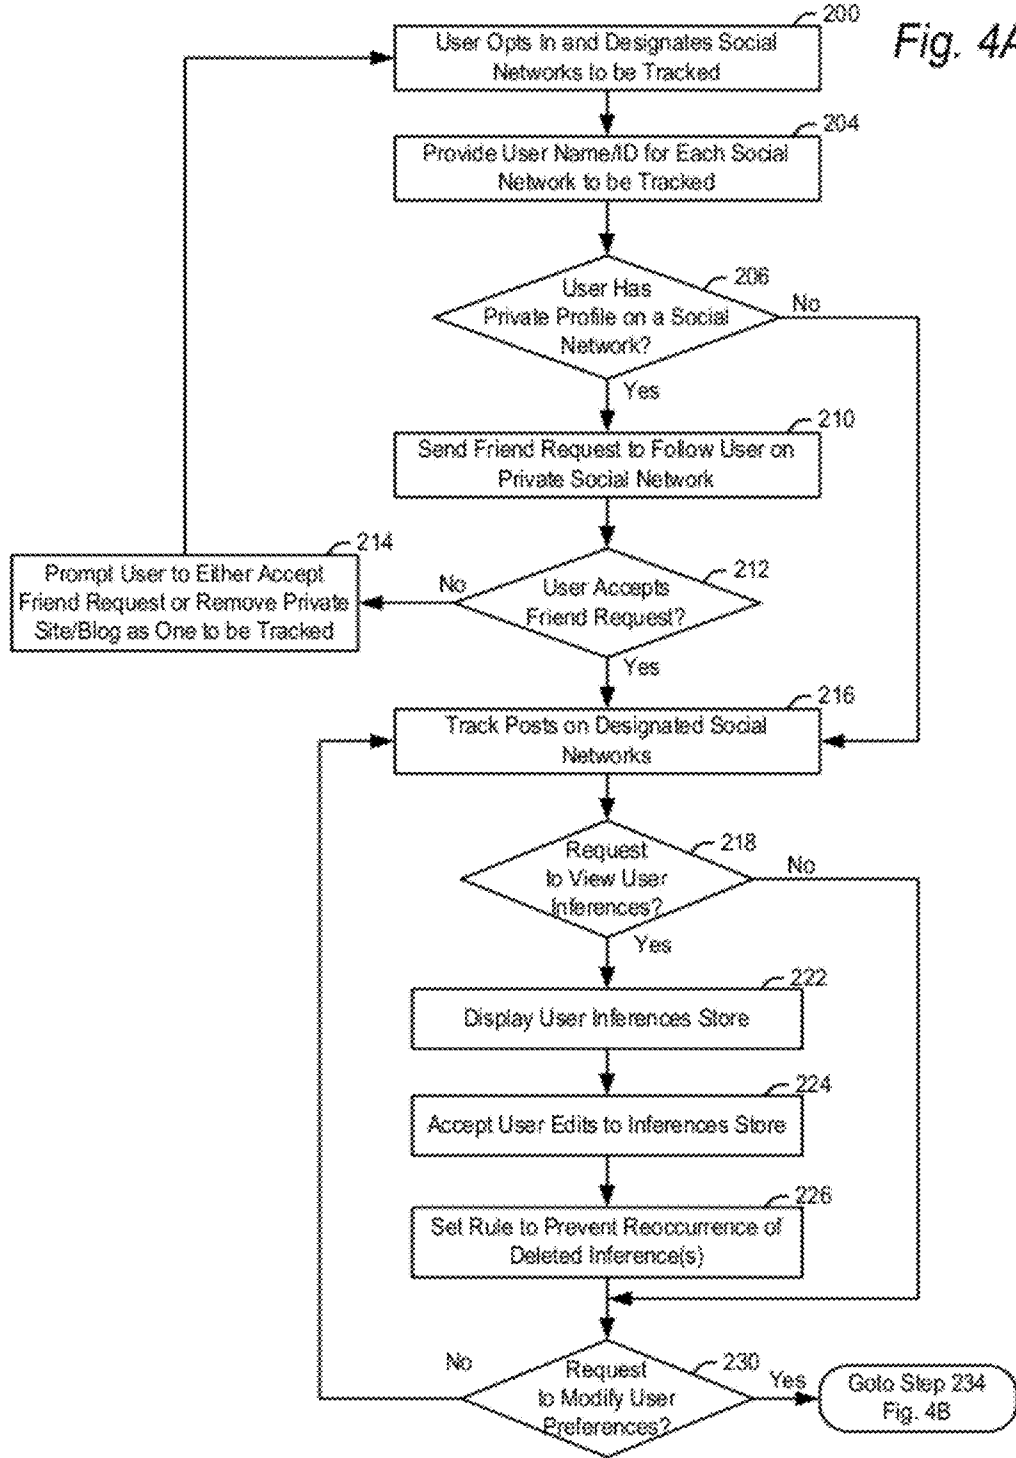 Fig. 4A
200
User Opts In and Designates Social
Networks to be Tracked
204
Provide User Name/ID for Each Social
Network to be Tracked
206
User Has
Private Profile on a Social
Network?
No
Yes
210
Send Friend Request to Follow User on
Private Social Network
214
Prompt User to Either Accept
Friend Request or Remove Private
Site/Blog as One to be Tracked
No
212
User Accepts
Friend Request?
Yes
216
Track Posts on Designated Social
Networks
218
Request
to View User
Inferences?
No
Yes
222
Display User Inferences Store
224
Accept User Edits to Inferences Store
226
Set Rule to Prevent Reoccurrence of
Deleted Inference(s)
No
230
Request
to Modify User
Preferences?
Yes
Goto Step 234
Fig. 4B